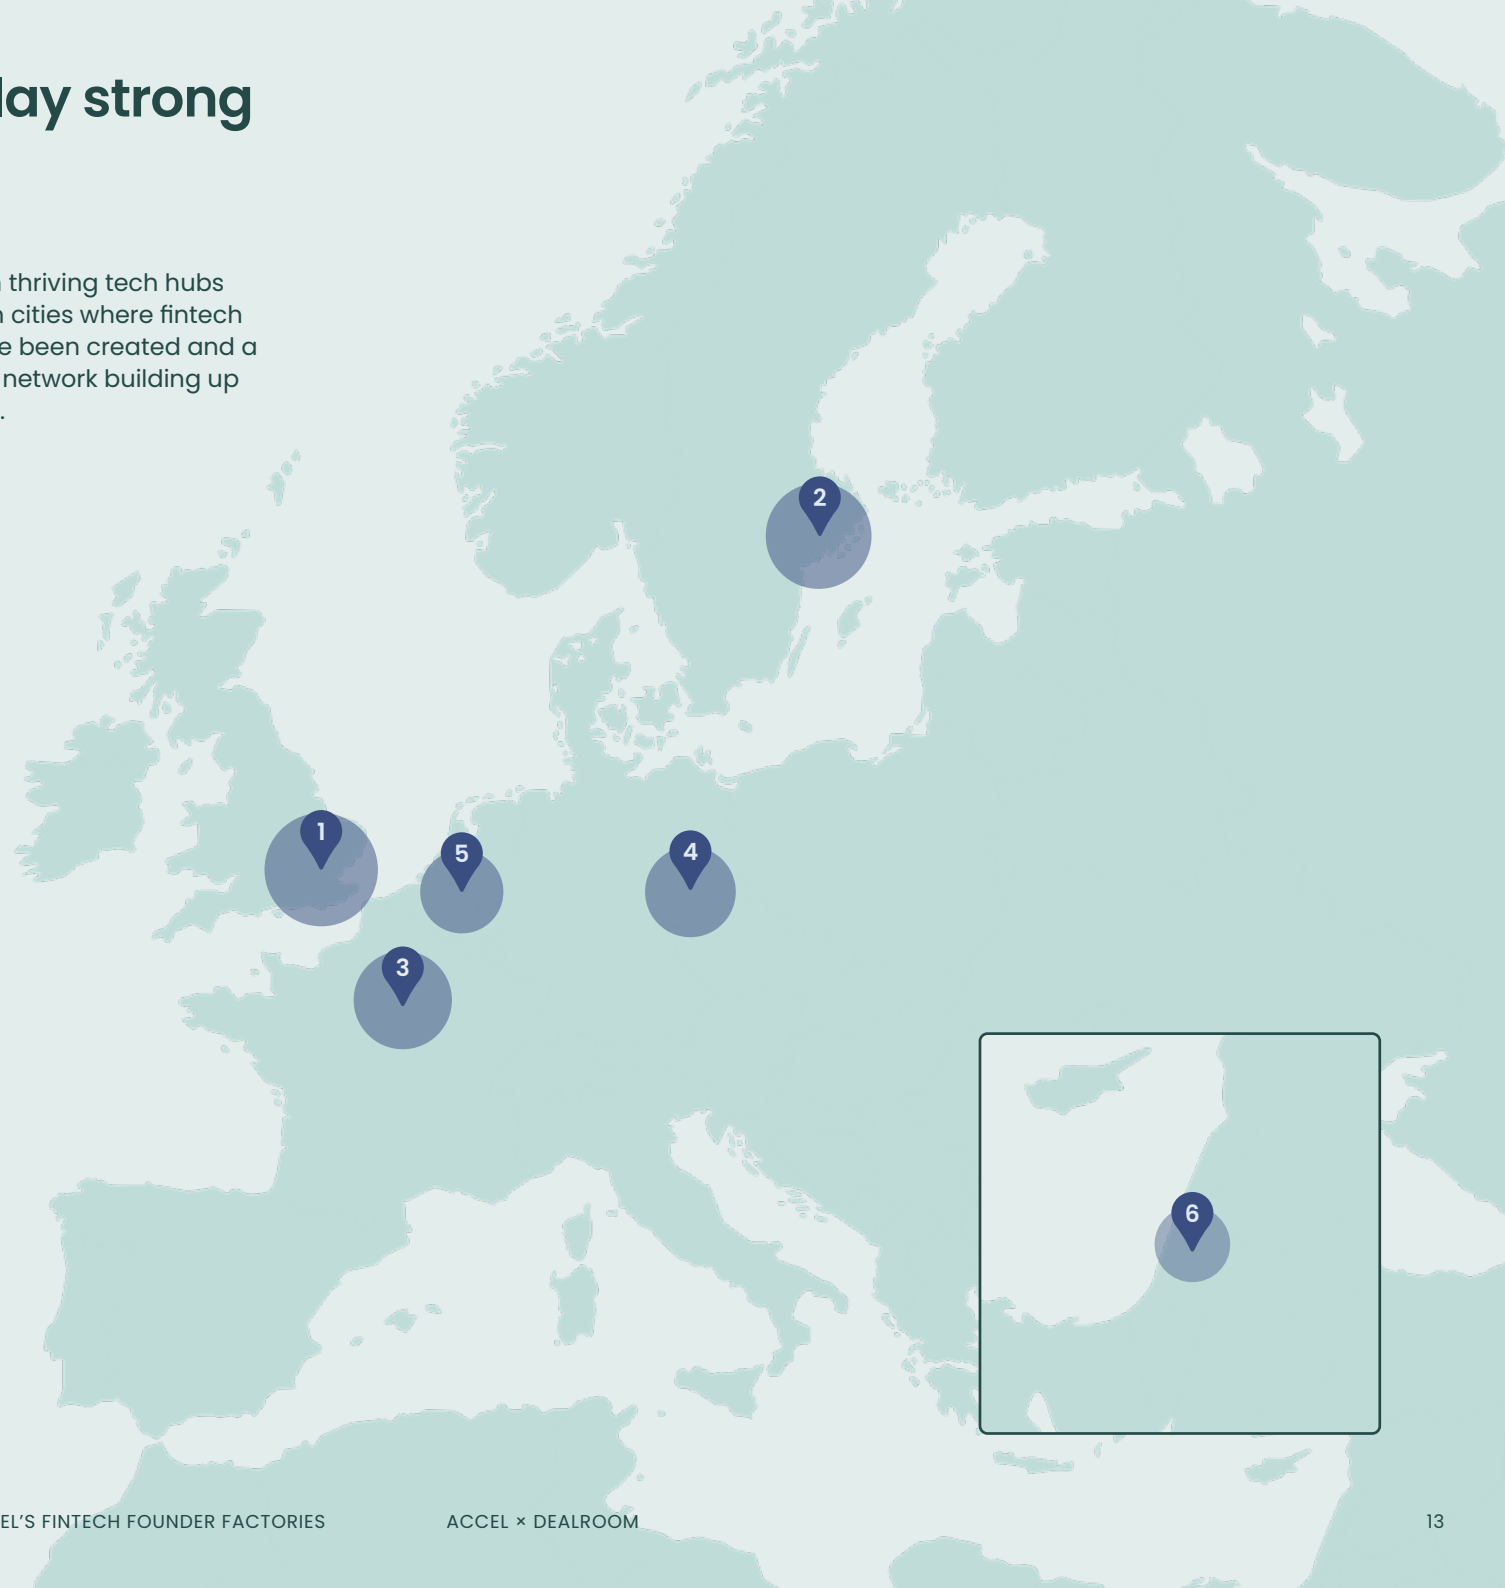 lay strong
thriving tech hubs
cities where fintech
e been created and a
network building up
.
2
1
5
4
3
6
EL’S FINTECH FOUNDER FACTORIES
ACCEL × DEALROOM
13